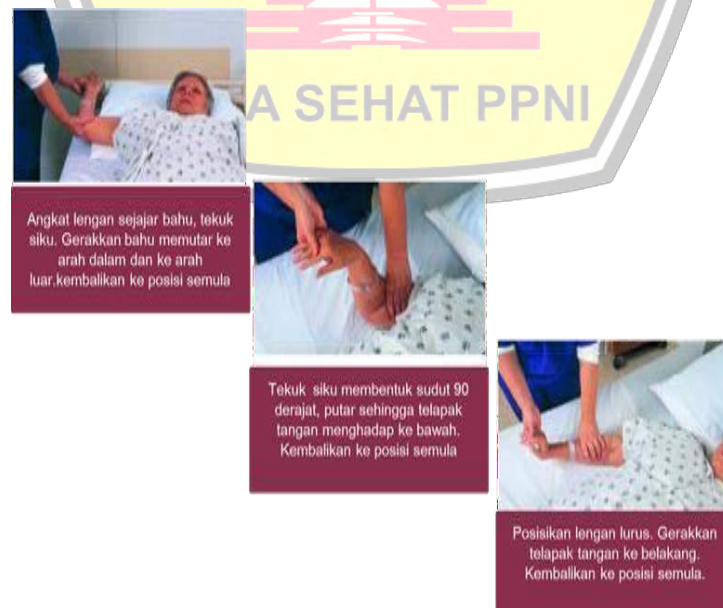 A SEHAT PPNI
Angkat lengan sejajar bahu, tekuk
siku. Gerakkan bahu memutar ke
arah dalam dan ke arah
luar.kembalikan ke posisi semula
Tekuk siku membentuk sudut 90
derajat, putar sehingga telapak
tangan menghadap ke bawah.
Kembalikan ke posisi semula
Posisikan lengan lurus. Gerakkan
telapak tangan ke belakang.
Kembalikan ke posisi semula.